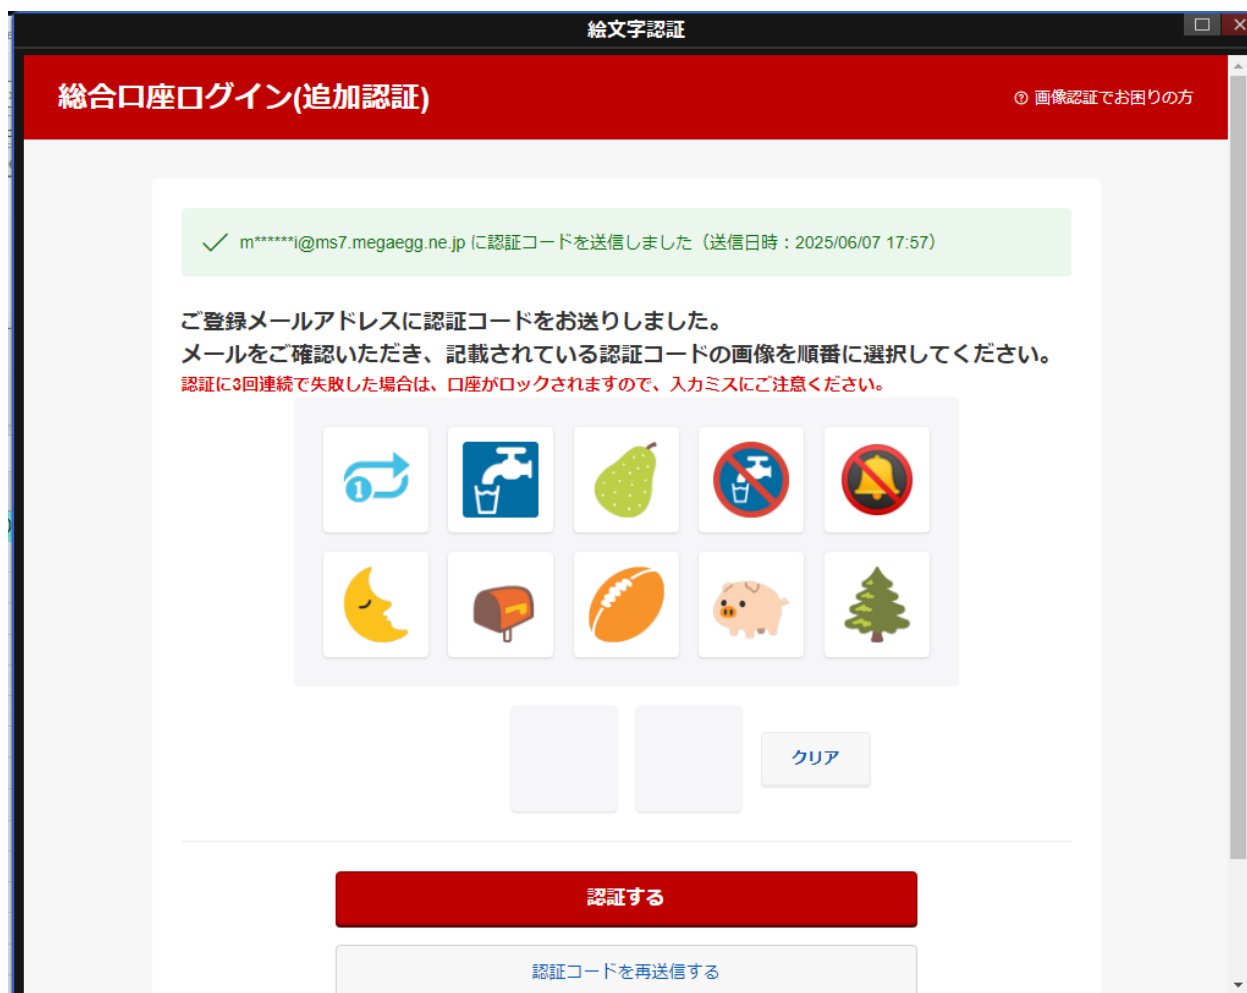 絵文字認証
総合口座ログイン(追加認証)
画像認証でお困りの方
m******i@ms7.megaegg.ne.jp に認証コードを送信しました（送信日時：2025/06/07 17:57）
ご登録メールアドレスに認証コードをお送りしました。
メールをご確認いただき、記載されている認証コードの画像を順番に選択してください。
認証に3回連続で失敗した場合は、口座がロックされますので、入力ミスにご注意ください。
1
クリア
認証する
認証コードを再送信する